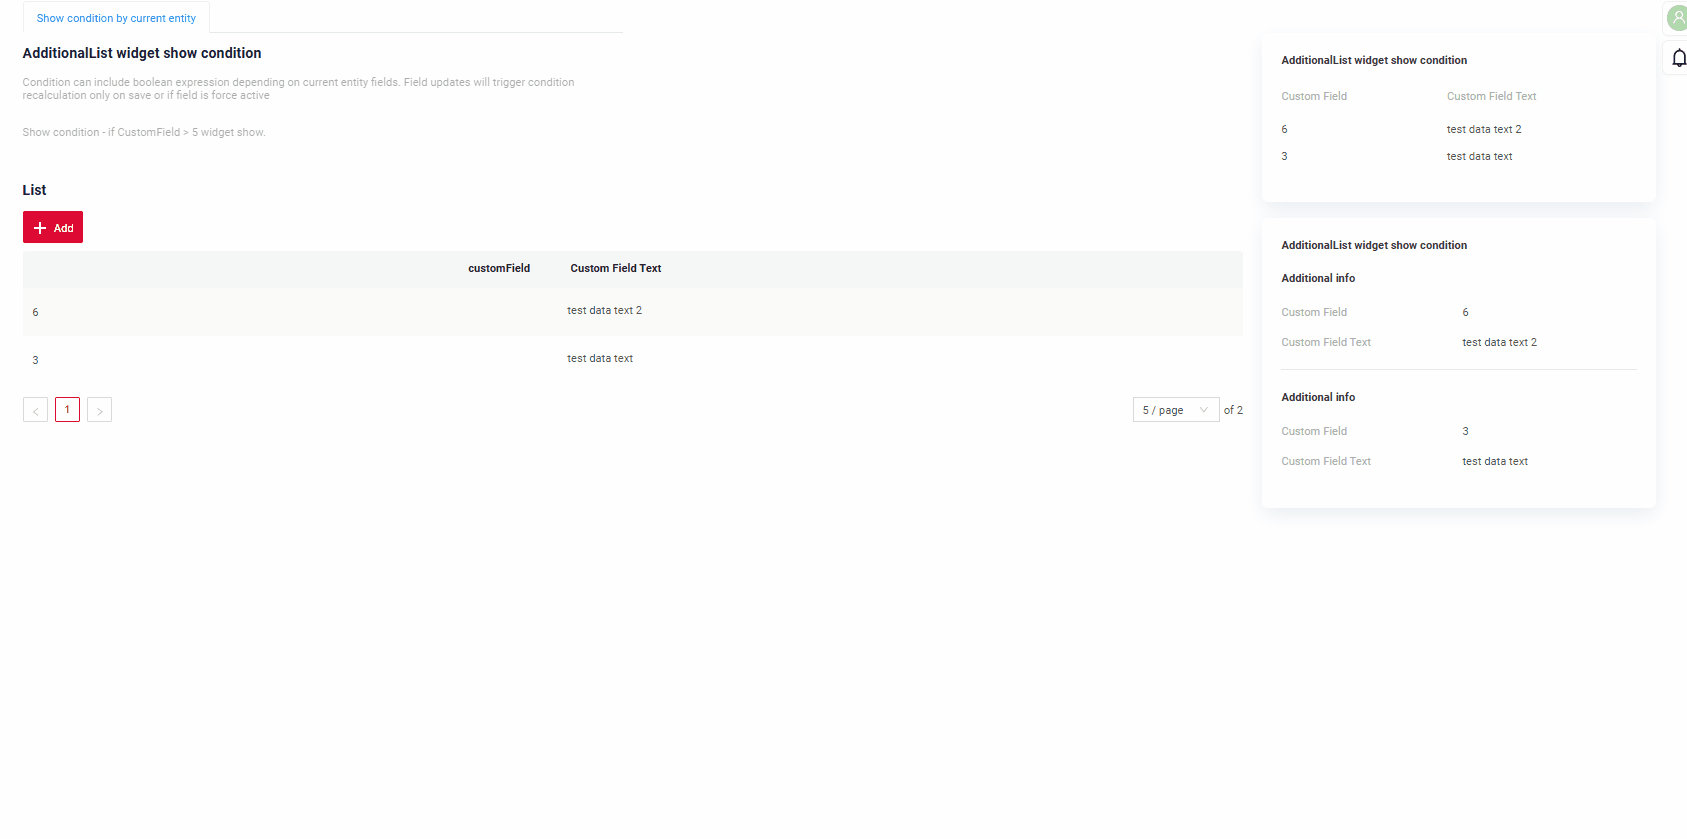 Show condition by current entity
AdditionalList widget show condition
Condition can include boolean expression depending on current entity fields. Field updates will trigger condition
recalculation only on save or if field is force active
Show condition - if CustomField > 5 widget show.
List
Add
customField Custom Field Text
6 test data text 2
3 test data text
< 1 >
5 / page of 2
AdditionalList widget show condition
Custom Field Custom Field Text
6 test data text 2
3 test data text
AdditionalList widget show condition
Additional info
Custom Field 6
Custom Field Text test data text 2
Additional info
Custom Field 3
Custom Field Text test data text